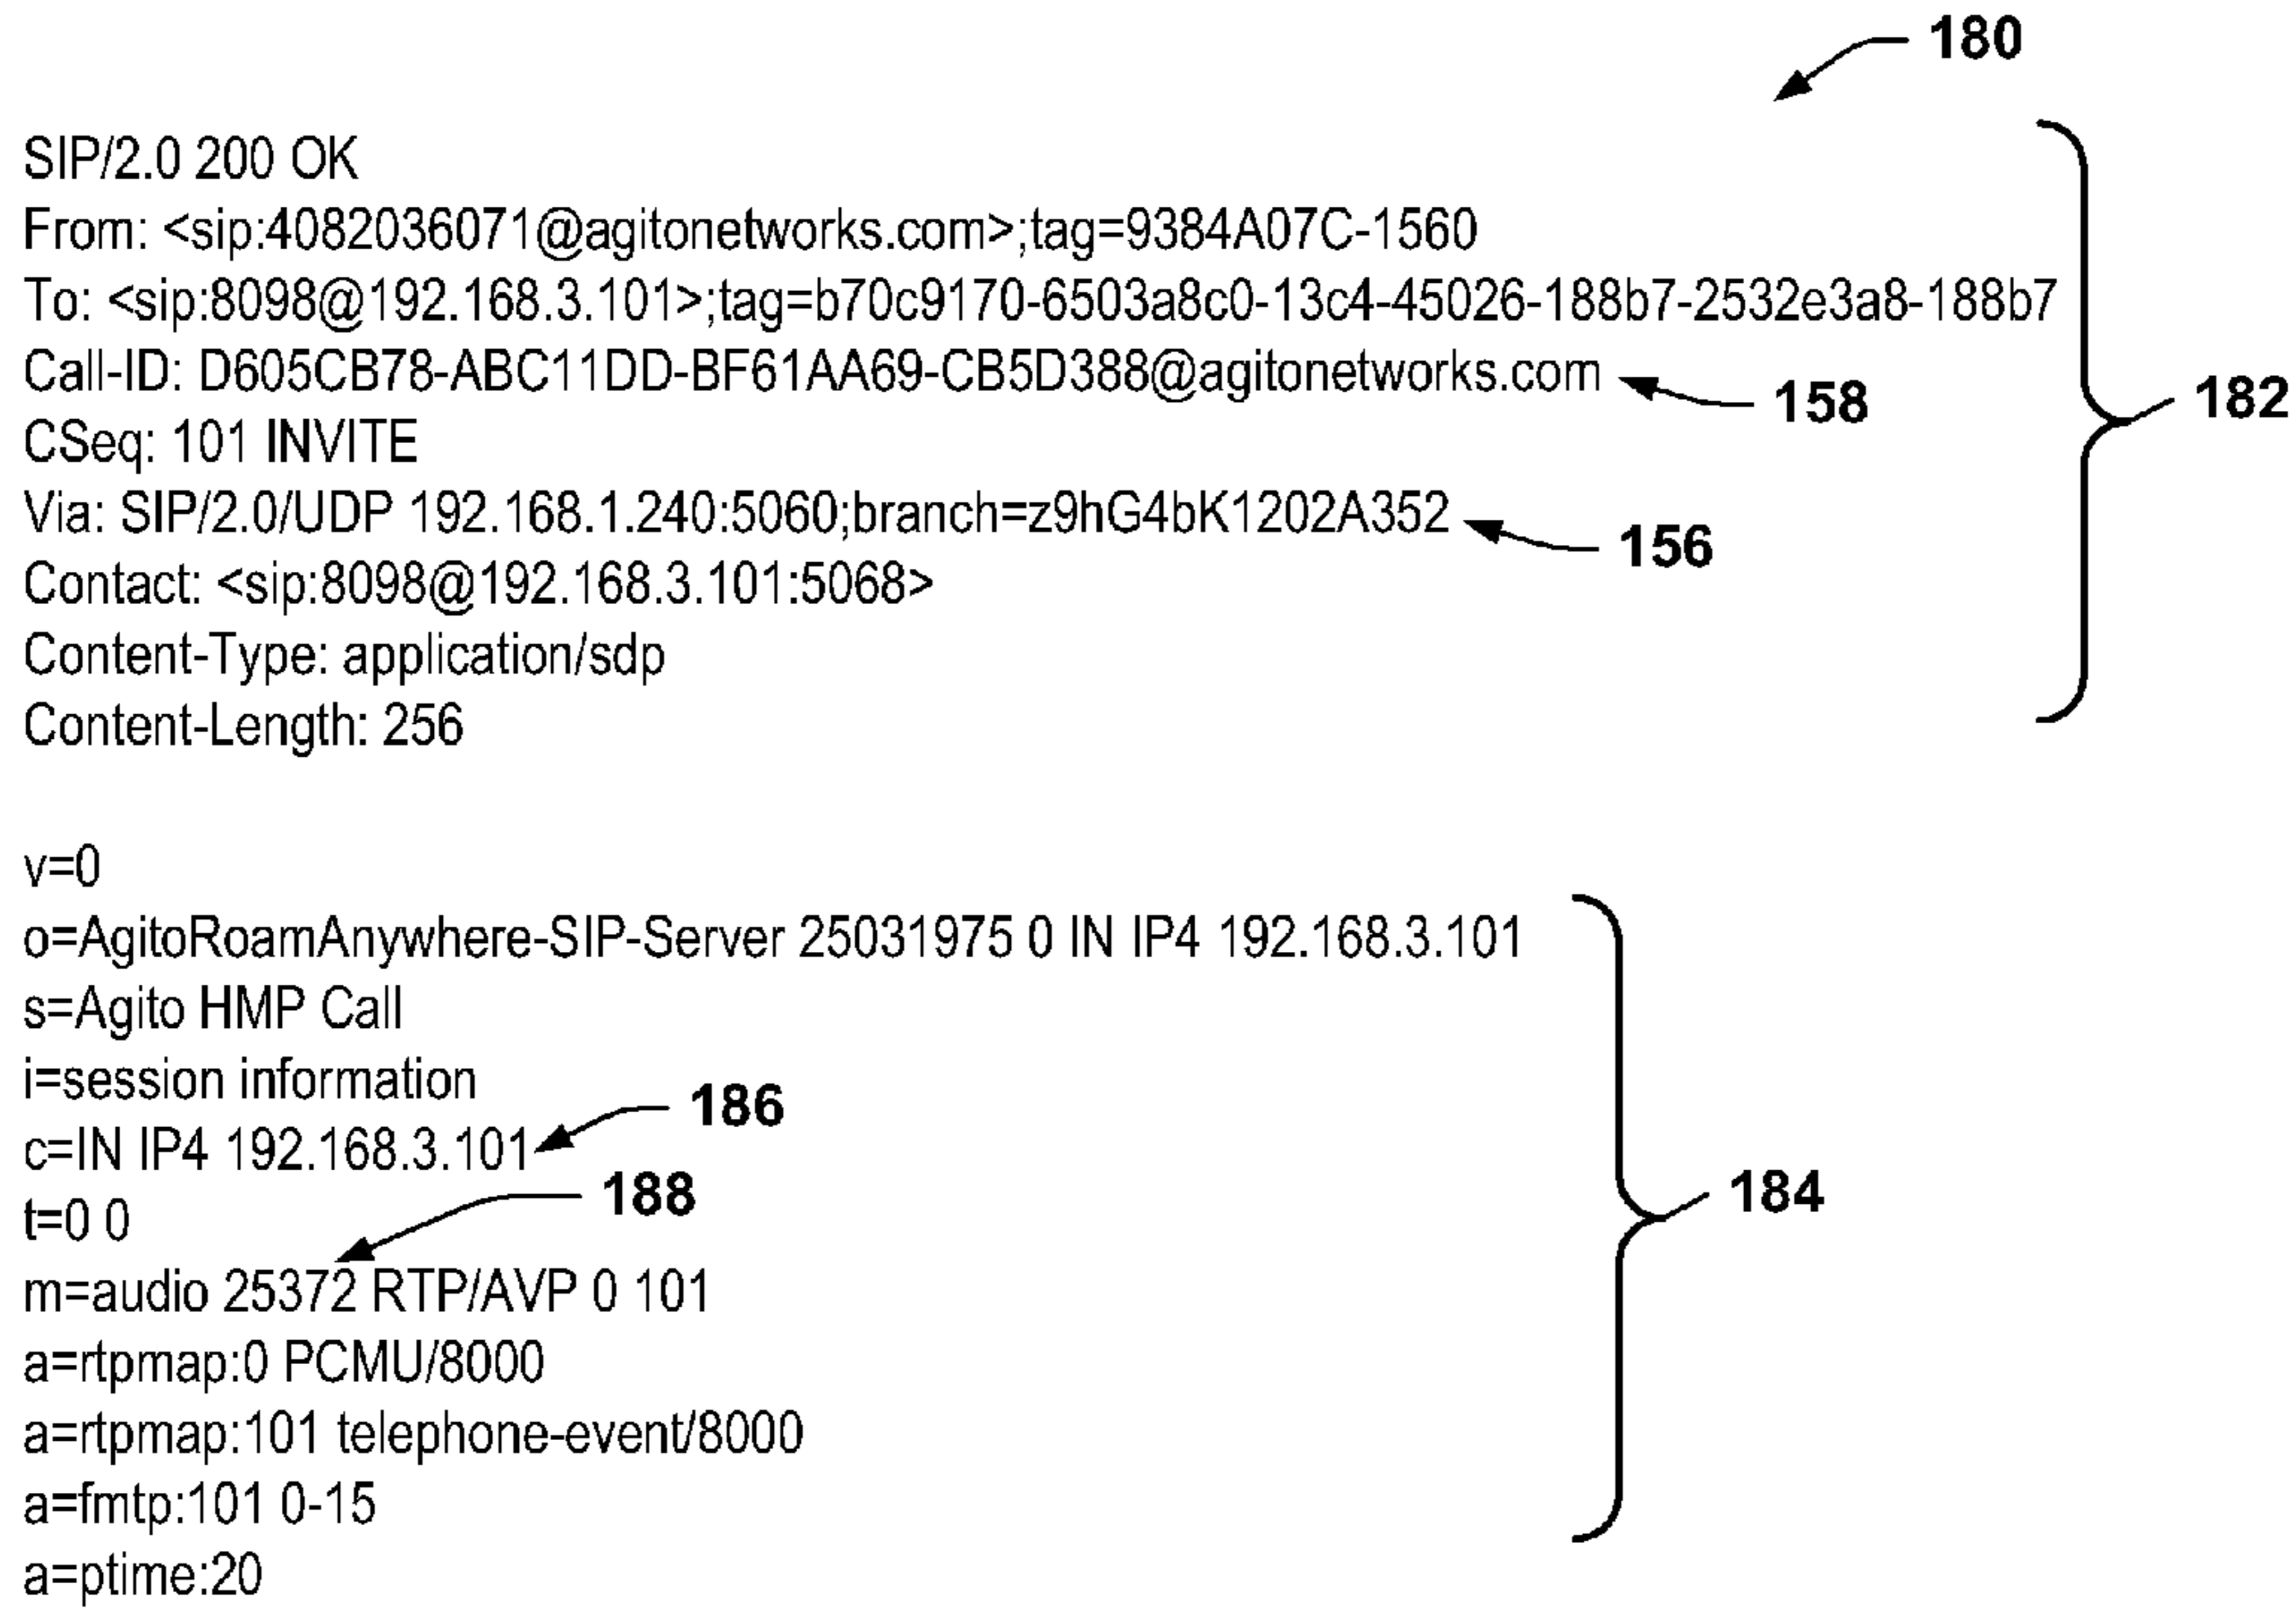 180
SIP/2.0 200 OK
From: <sip:4082036071@agitonetworks.com>;tag=9384A07C-1560
To: <sip:8098@192.168.3.101>;tag=b70c9170-6503a8c0-13c4-45026-188b7-2532e3a8-188b7
Call-ID: D605CB78-ABC11DD-BF61AA69-CB5D388@agitonetworks.com 158 182
CSeq: 101 INVITE
Via: SIP/2.0/UDP 192.168.1.240:5060;branch=z9hG4bK1202A352 156
Contact: <sip:8098@192.168.3.101:5068>
Content-Type: application/sdp
Content-Length: 256
v=0
o=AgitoRoamAnywhere-SIP-Server 25031975 0 IN IP4 192.168.3.101
s=Agito HMP Call
i=session information
186
c=IN IP4 192.168.3.101
188 184
t=0 0
m=audio 25372 RTP/AVP 0 101
a=rtpmap:0 PCMU/8000
a=rtpmap:101 telephone-event/8000
a=fmtp:101 0-15
a=ptime:20